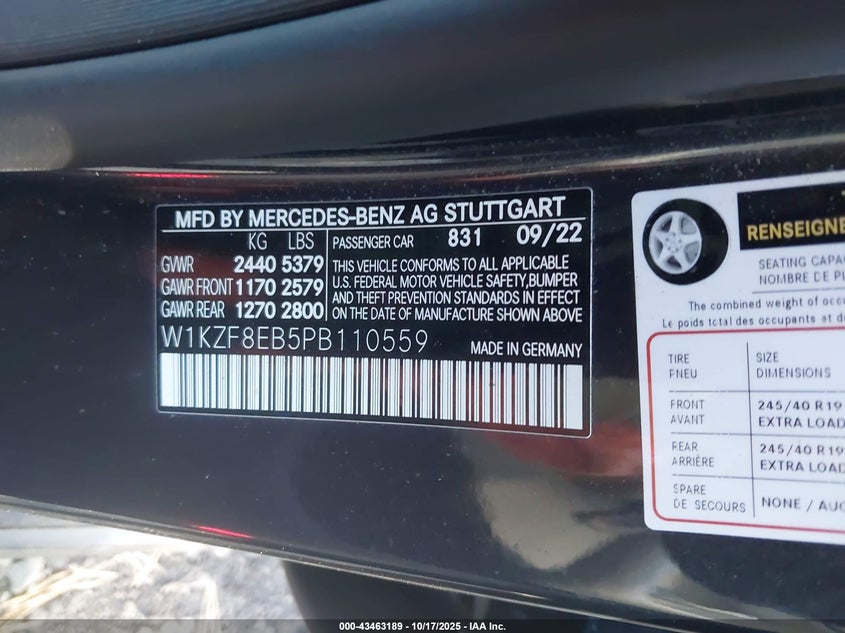 MFD BY MERCEDES-BENZ AG STUTTGART
KG LBS
GVWR 2440 5379
GAWR FRONT 1170 2579
GAWR REAR 1270 2800
PASSENGER CAR 831 09/22
THIS VEHICLE CONFORMS TO ALL APPLICABLE
U.S. FEDERAL MOTOR VEHICLE SAFETY,BUMPER
AND THEFT PREVENTION STANDARDS IN EFFECT
ON THE DATE OF MANUFACTURE SHOWN ABOVE
W1KZF8EB5PB110559
MADE IN GERMANY
SEATING
NOMBRE DE
The combined weight of
Le poids total des occupants et
TIRE SIZE
PNEU DIMENSIONS
FRONT 245/40 R19
AVANT EXTRA LOAD
REAR 245/40 R19
ARRIÈRE EXTRA LOAD
SPARE
DE SECOURS NONE /
000-43463189 - 10/17/2025 - IAA Inc.